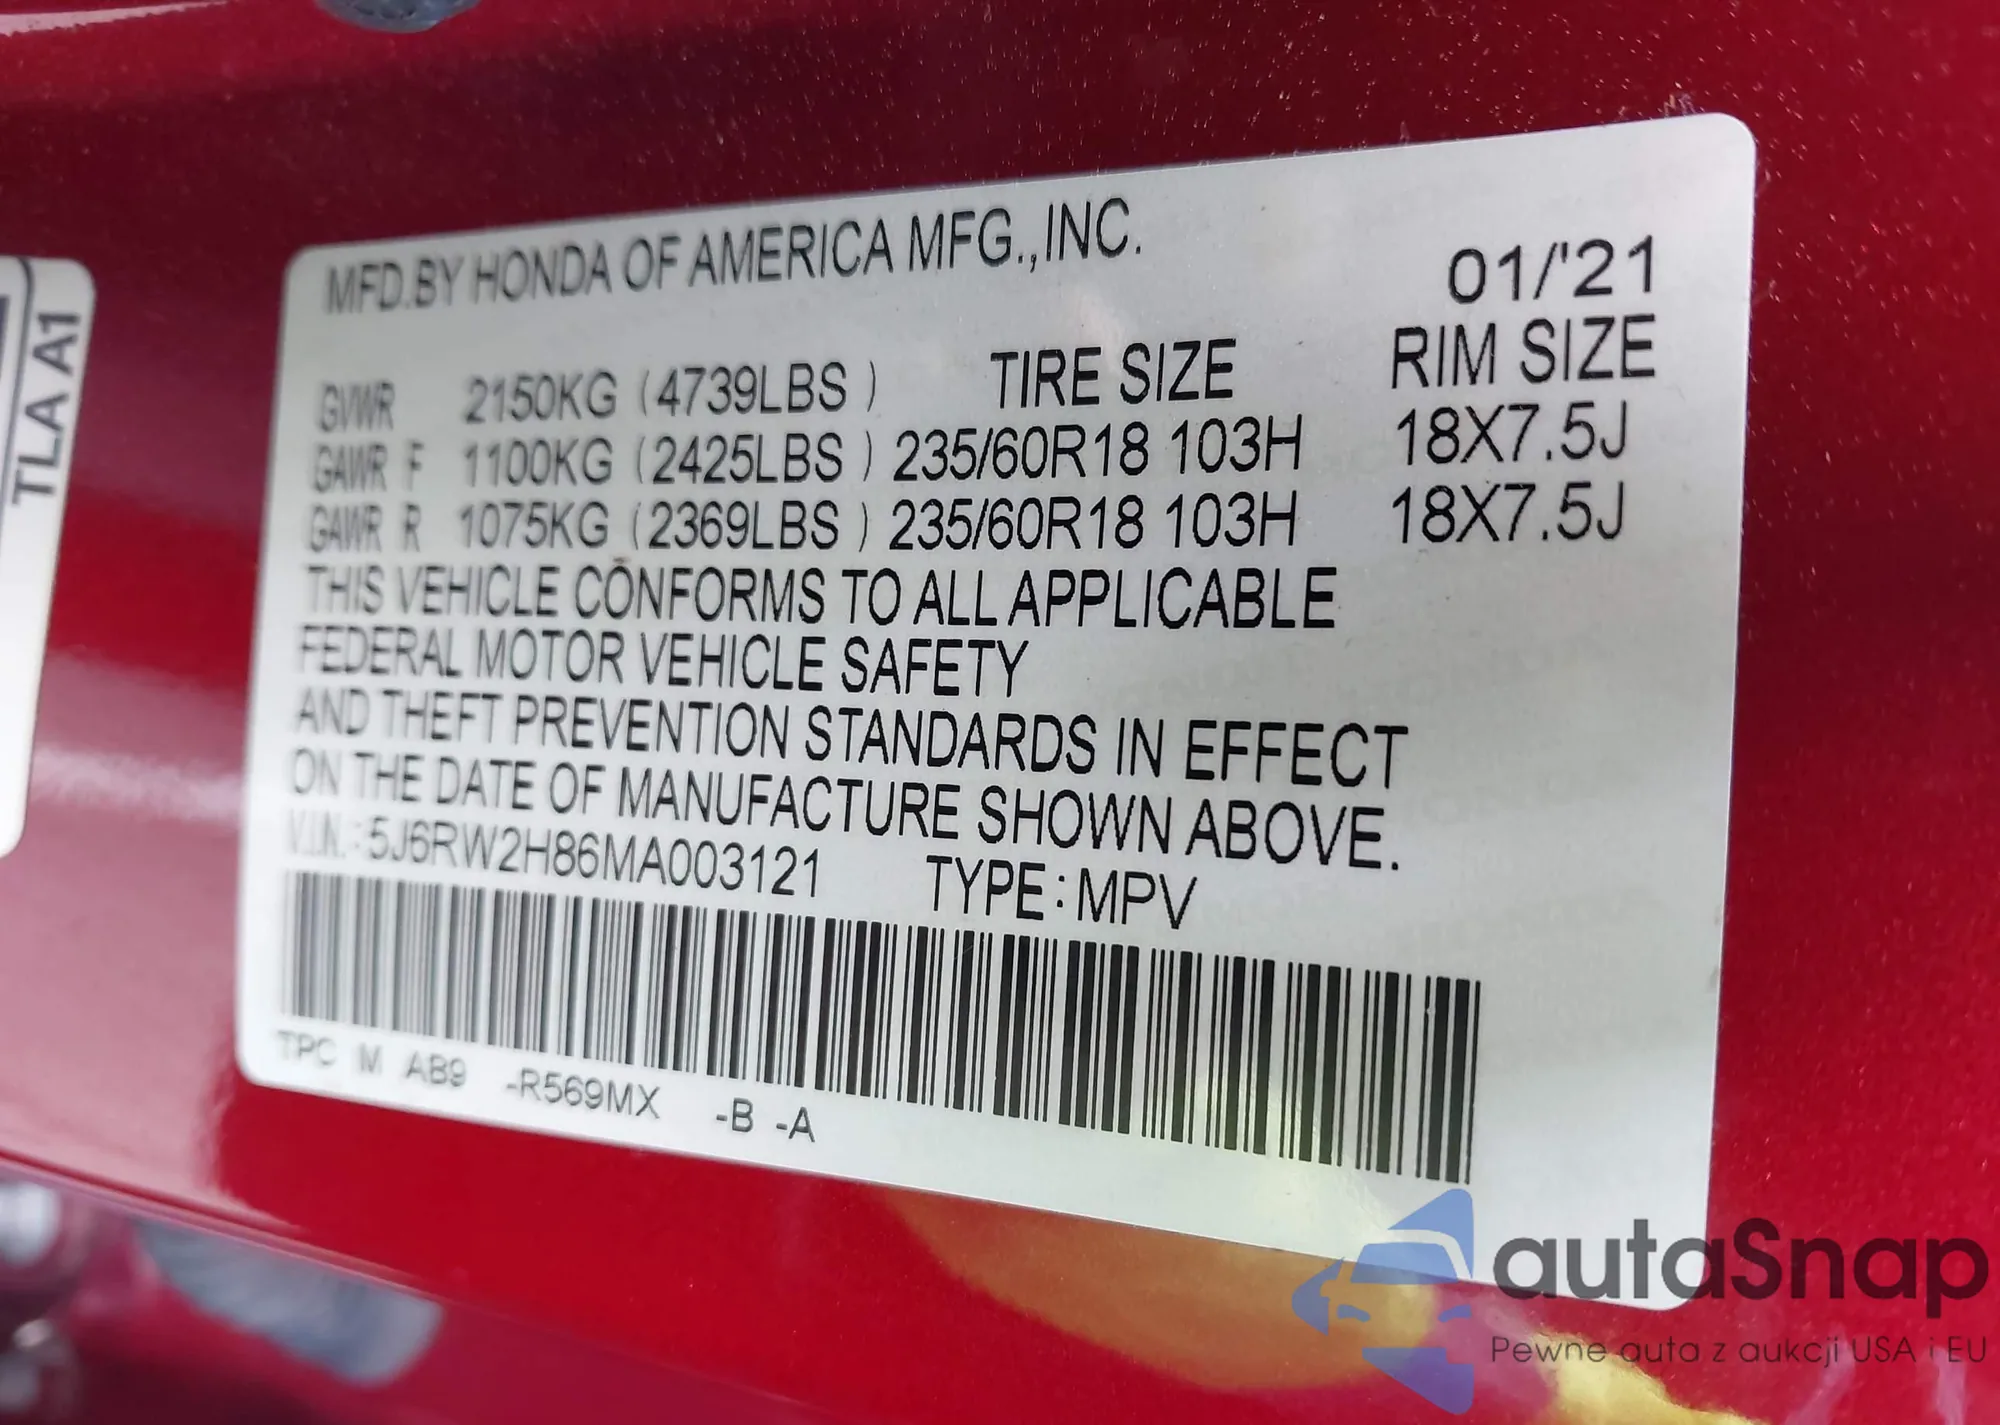 MFD.BY HONDA OF AMERICA MFG.,INC.
01/'21
GVWR 2150KG (4739LBS) TIRE SIZE RIM SIZE
GAWR F 1100KG (2425LBS) 235/60R18 103H 18X7.5J
GAWR R 1075KG (2369LBS) 235/60R18 103H 18X7.5J
THIS VEHICLE CONFORMS TO ALL APPLICABLE
FEDERAL MOTOR VEHICLE SAFETY
AND THEFT PREVENTION STANDARDS IN EFFECT
ON THE DATE OF MANUFACTURE SHOWN ABOVE.
V.I.N.:5J6RW2H86MA003121 TYPE:MPV
TPC M AB9 -R569MX -B -A
TLA A1
autaSnap
Pewne auta z aukcji USA i EU